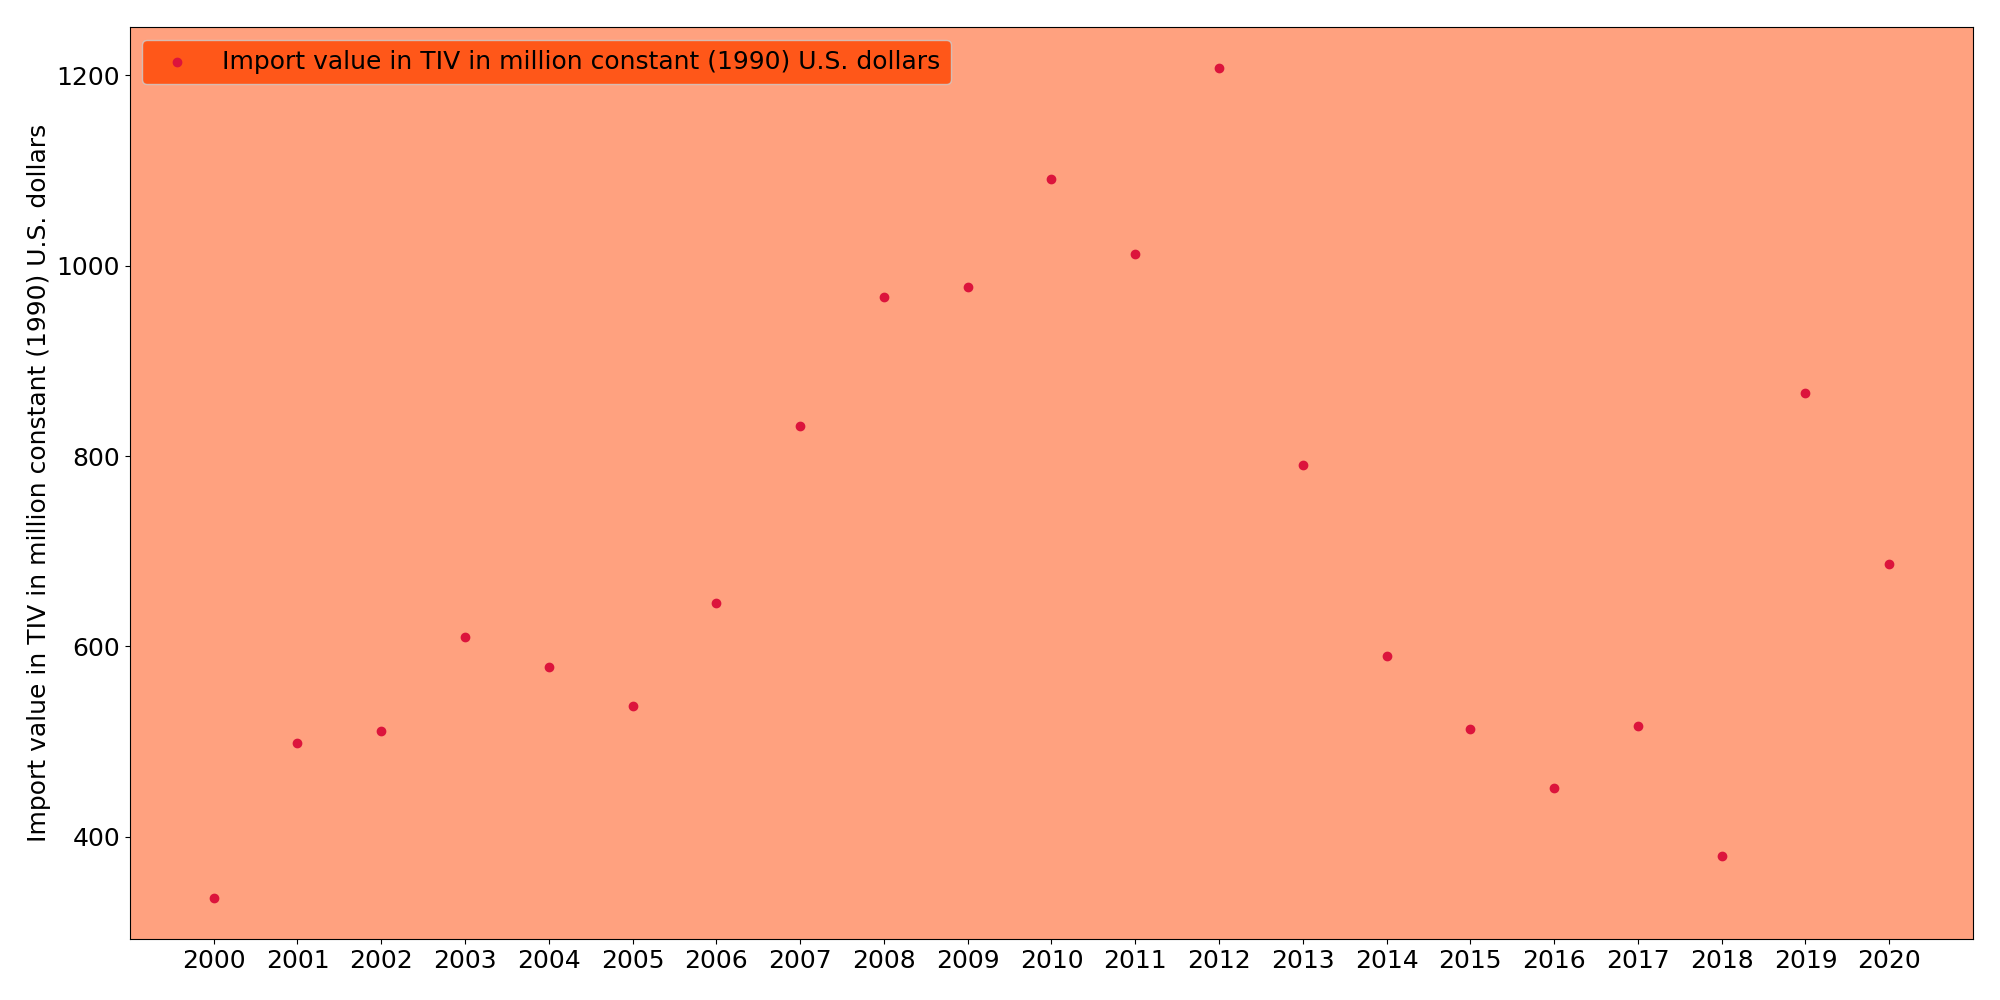 Import value in TIV in million constant (1990) U.S. dollars
Import value in TIV in million constant (1990) U.S. dollars
1200
1000
800
600
400
2000 2001 2002 2003 2004 2005 2006 2007 2008 2009 2010 2011 2012 2013 2014 2015 2016 2017 2018 2019 2020